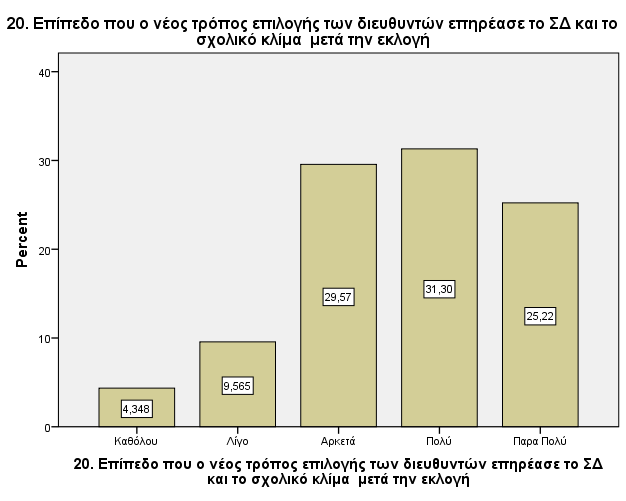 20. Επίπεδο που ο νέος τρόπος επιλογής των διευθυντών επηρέασε το ΣΔ και το
σχολικό κλίμα μετά την εκλογή
Percent
40
30
20
10
0
4,348
9,565
29,57
31,30
25,22
Καθόλου
Λίγο
Αρκετά
Πολύ
Παρα Πολύ
20. Επίπεδο που ο νέος τρόπος επιλογής των διευθυντών επηρέασε το ΣΔ
και το σχολικό κλίμα μετά την εκλογή